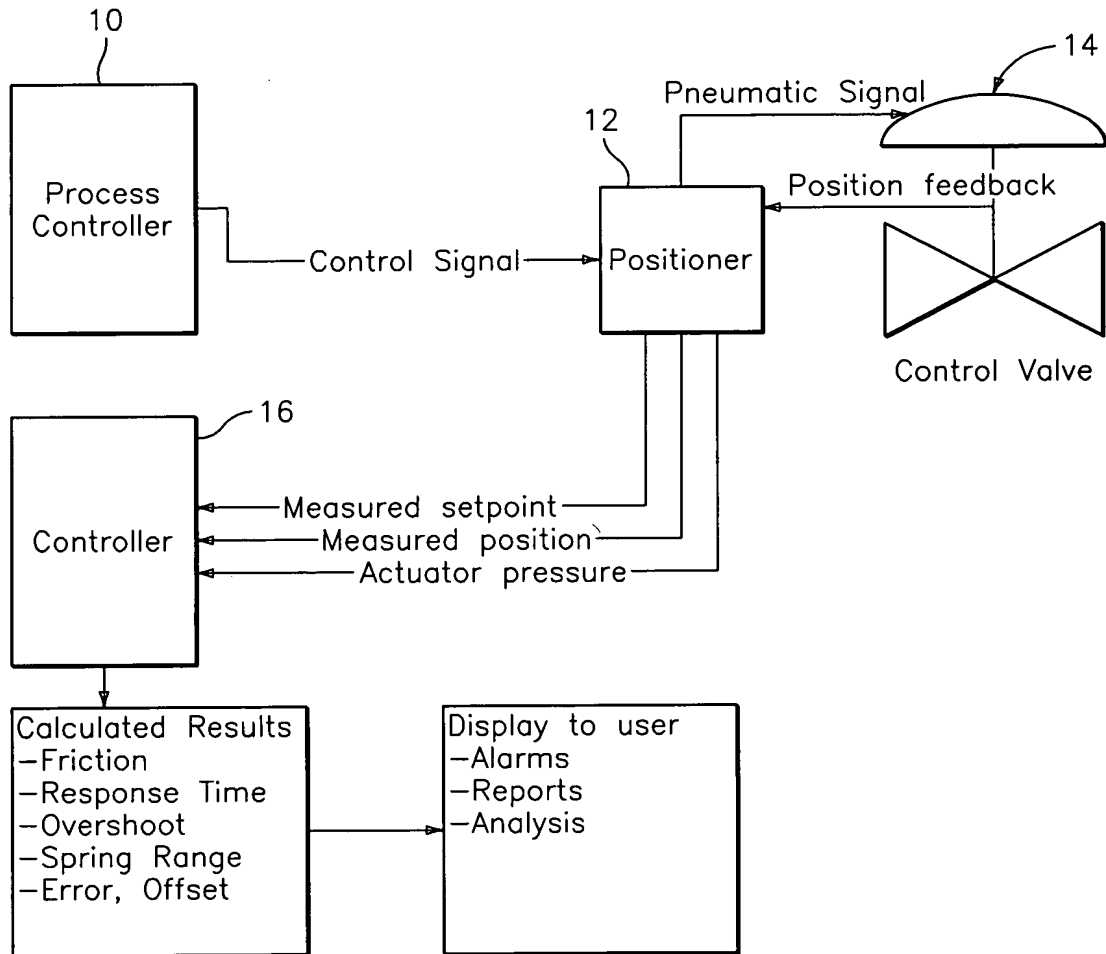 10
14
Pneumatic Signal
12
Process
Controller
Position feedback
Control Signal
Positioner
Control Valve
16
Controller
Measured setpoint
Measured position
Actuator pressure
Calculated Results
-Friction
-Response Time
-Overshoot
-Spring Range
-Error, Offset
Display to user
-Alarms
-Reports
-Analysis